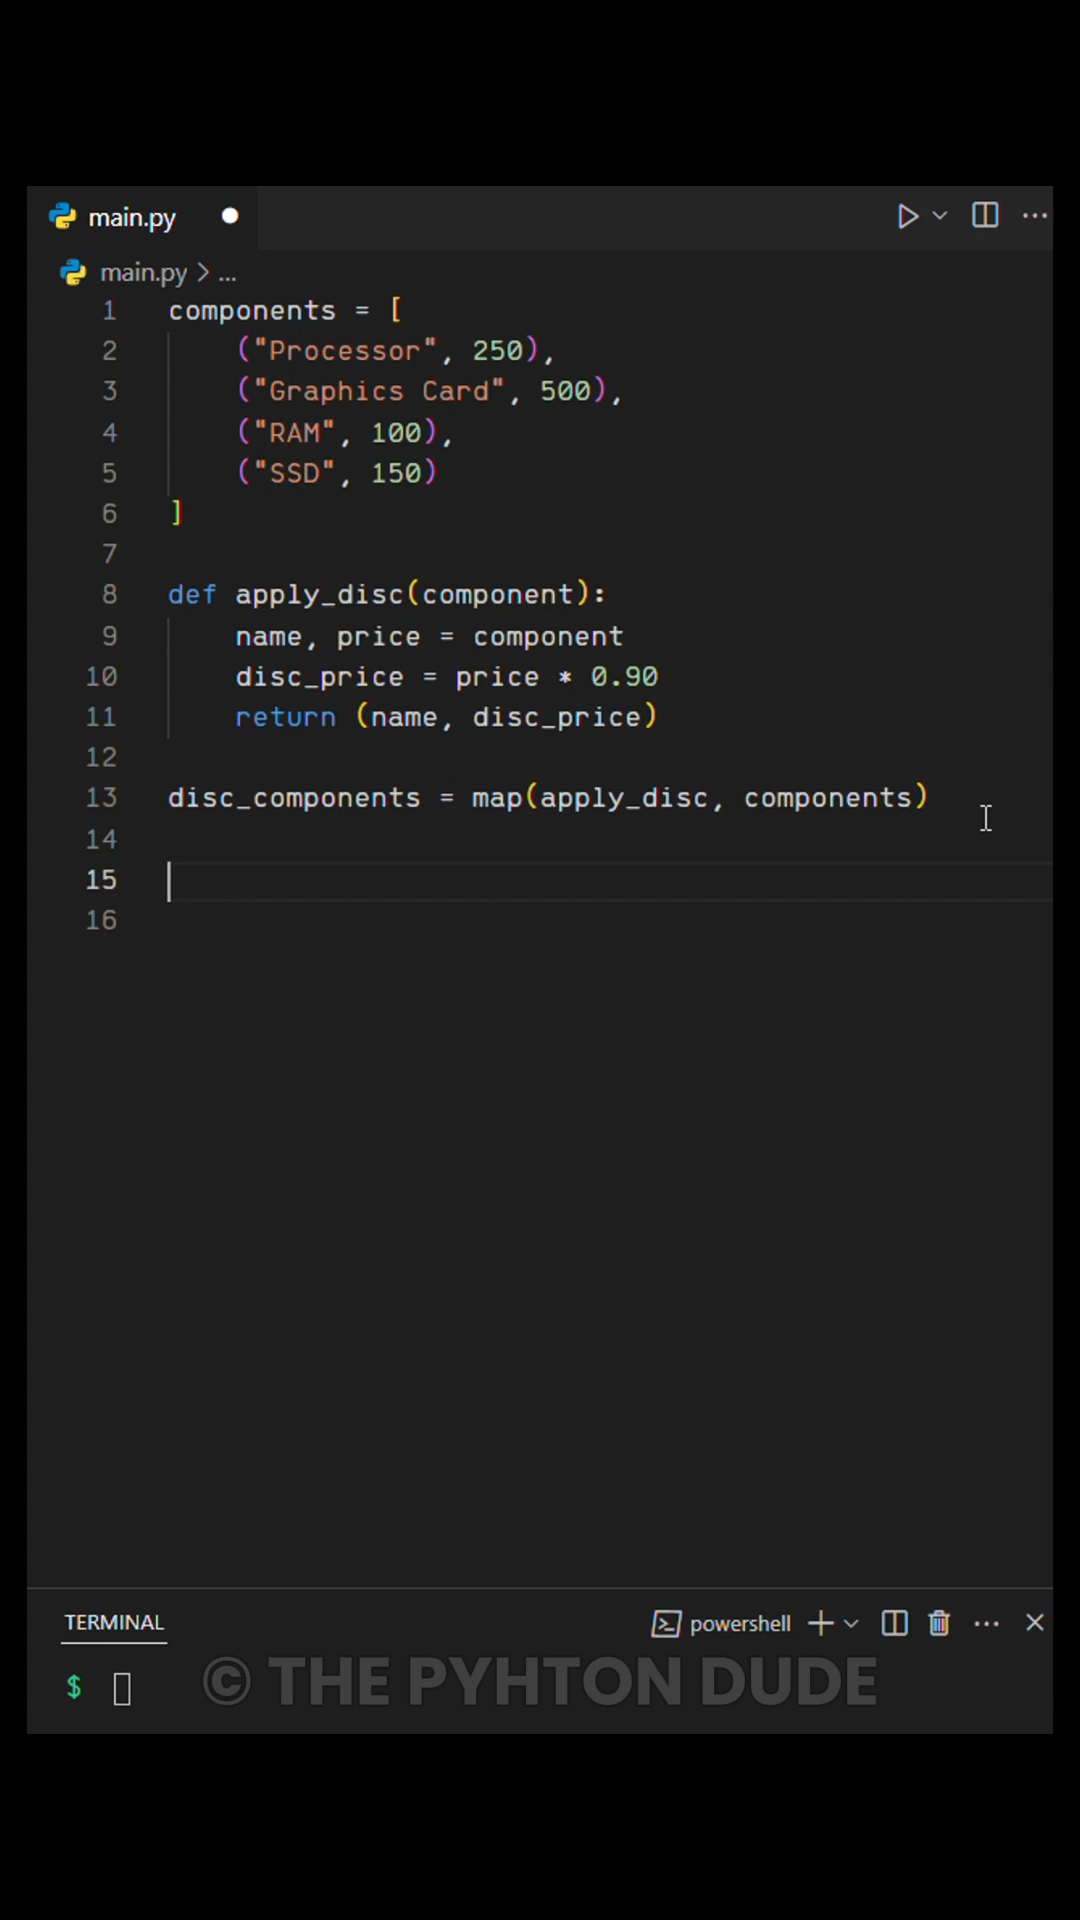 main.py
main.py > ...
1 components = [
2     ("Processor", 250),
3     ("Graphics Card", 500),
4     ("RAM", 100),
5     ("SSD", 150)
6 ]
7
8 def apply_disc(component):
9     name, price = component
10     disc_price = price * 0.90
11     return (name, disc_price)
12
13 disc_components = map(apply_disc, components)
14
15
16
TERMINAL
powershell
$
© THE PYHTON DUDE